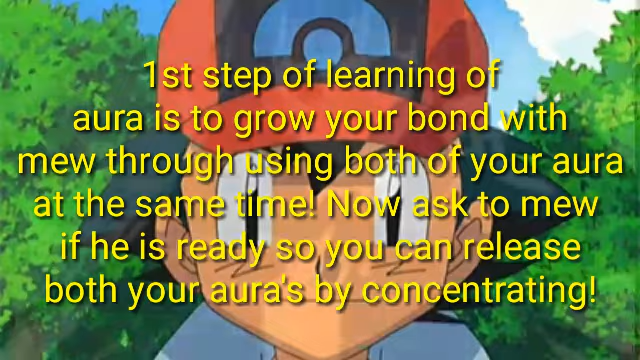 1st step of learning of
aura is to grow your bond with
mew through using both of your aura
at the same time! Now ask to mew
if he is ready so you can release
both your aura's by concentrating!